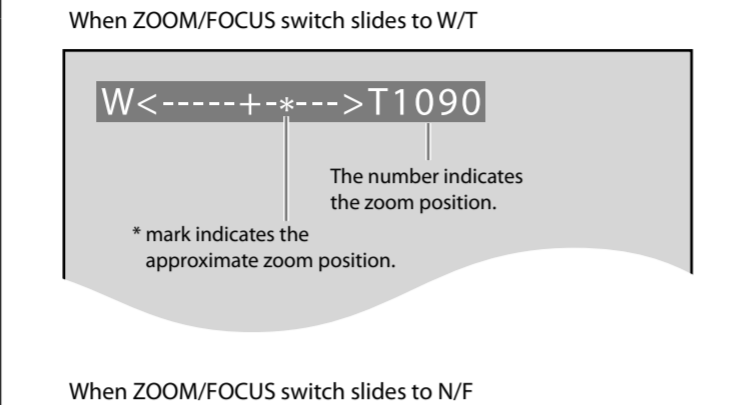 When ZOOM/FOCUS switch slides to W/T
W<-----+-*--->T1090
The number indicates
the zoom position.
* mark indicates the
approximate zoom position.
When ZOOM/FOCUS switch slides to N/F